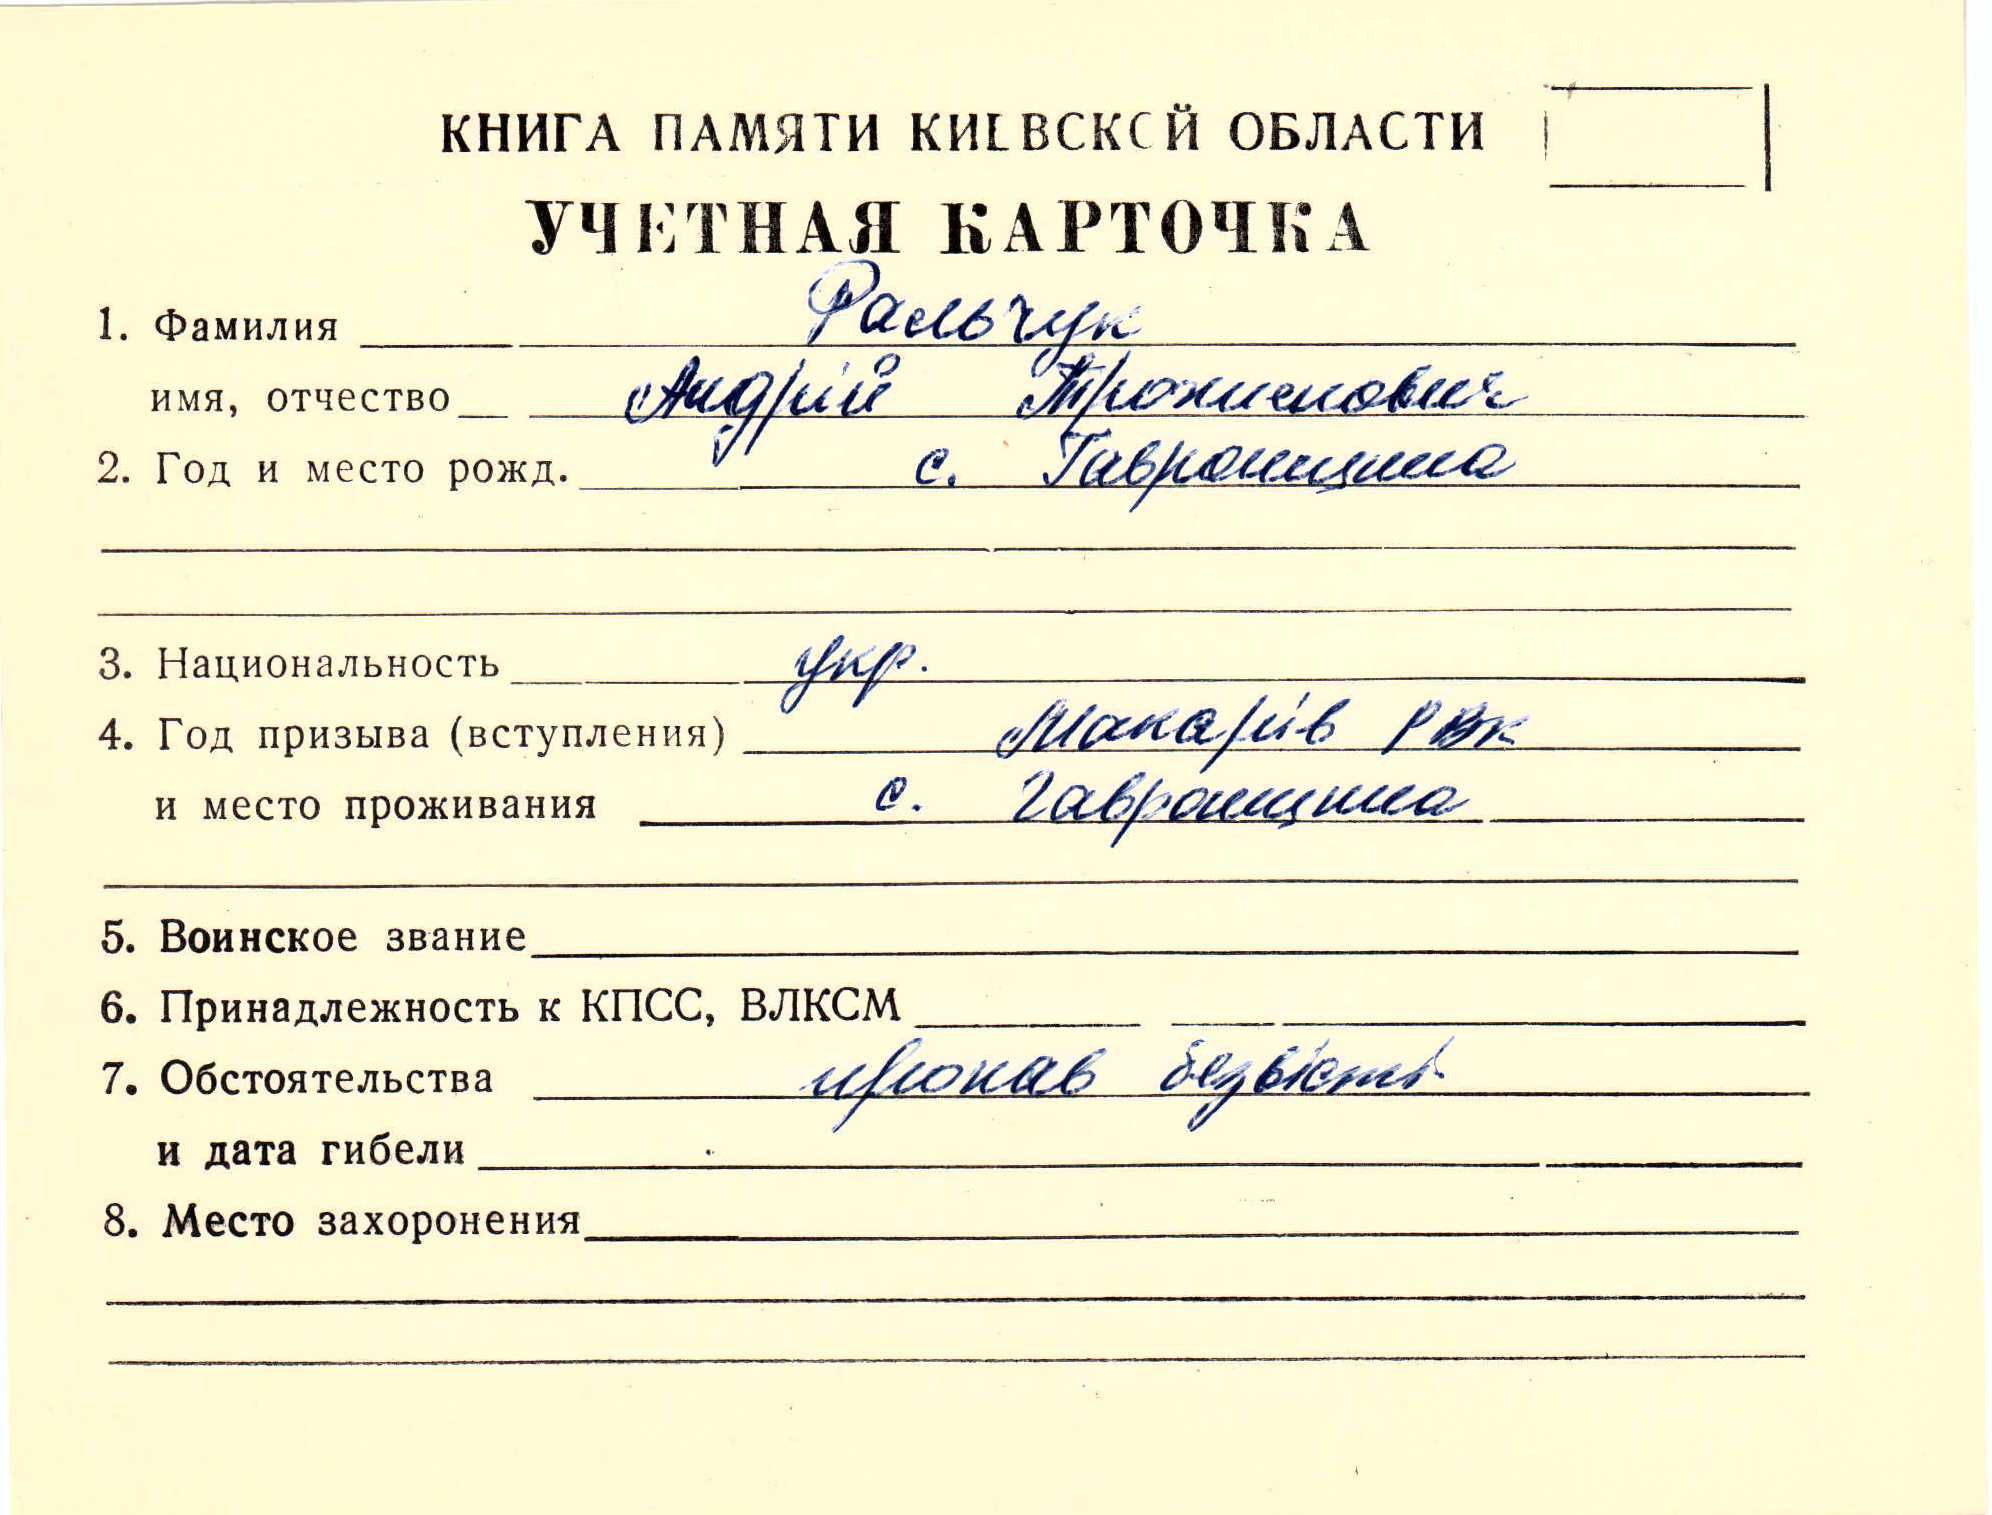 КНИГА ПАМЯТИ КИЕВСКОЙ ОБЛАСТИ
УЧЕТНАЯ КАРТОЧКА
1. Фамилия Фальчук
имя, отчество Андрій Трохимович
2. Год и место рожд. с. Гавронщина
3. Национальность укр.
4. Год призыва (вступления) Макарів РВК
и место проживания с. Гавронщина
5. Воинское звание
6. Принадлежность к КПСС, ВЛКСМ
7. Обстоятельства пропав безвісті
и дата гибели
8. Место захоронения